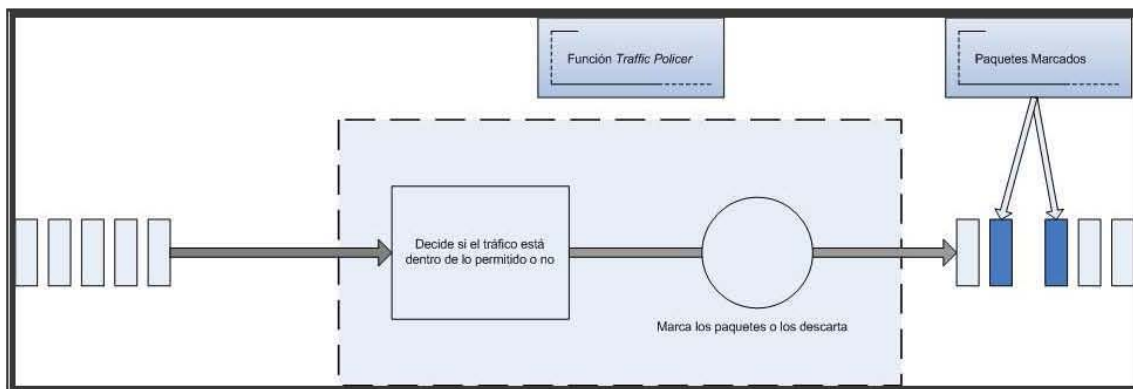 Función Traffic Policer
Paquetes Marcados
Decide si el tráfico está
dentro de lo permitido o no
Marca los paquetes o los descarta